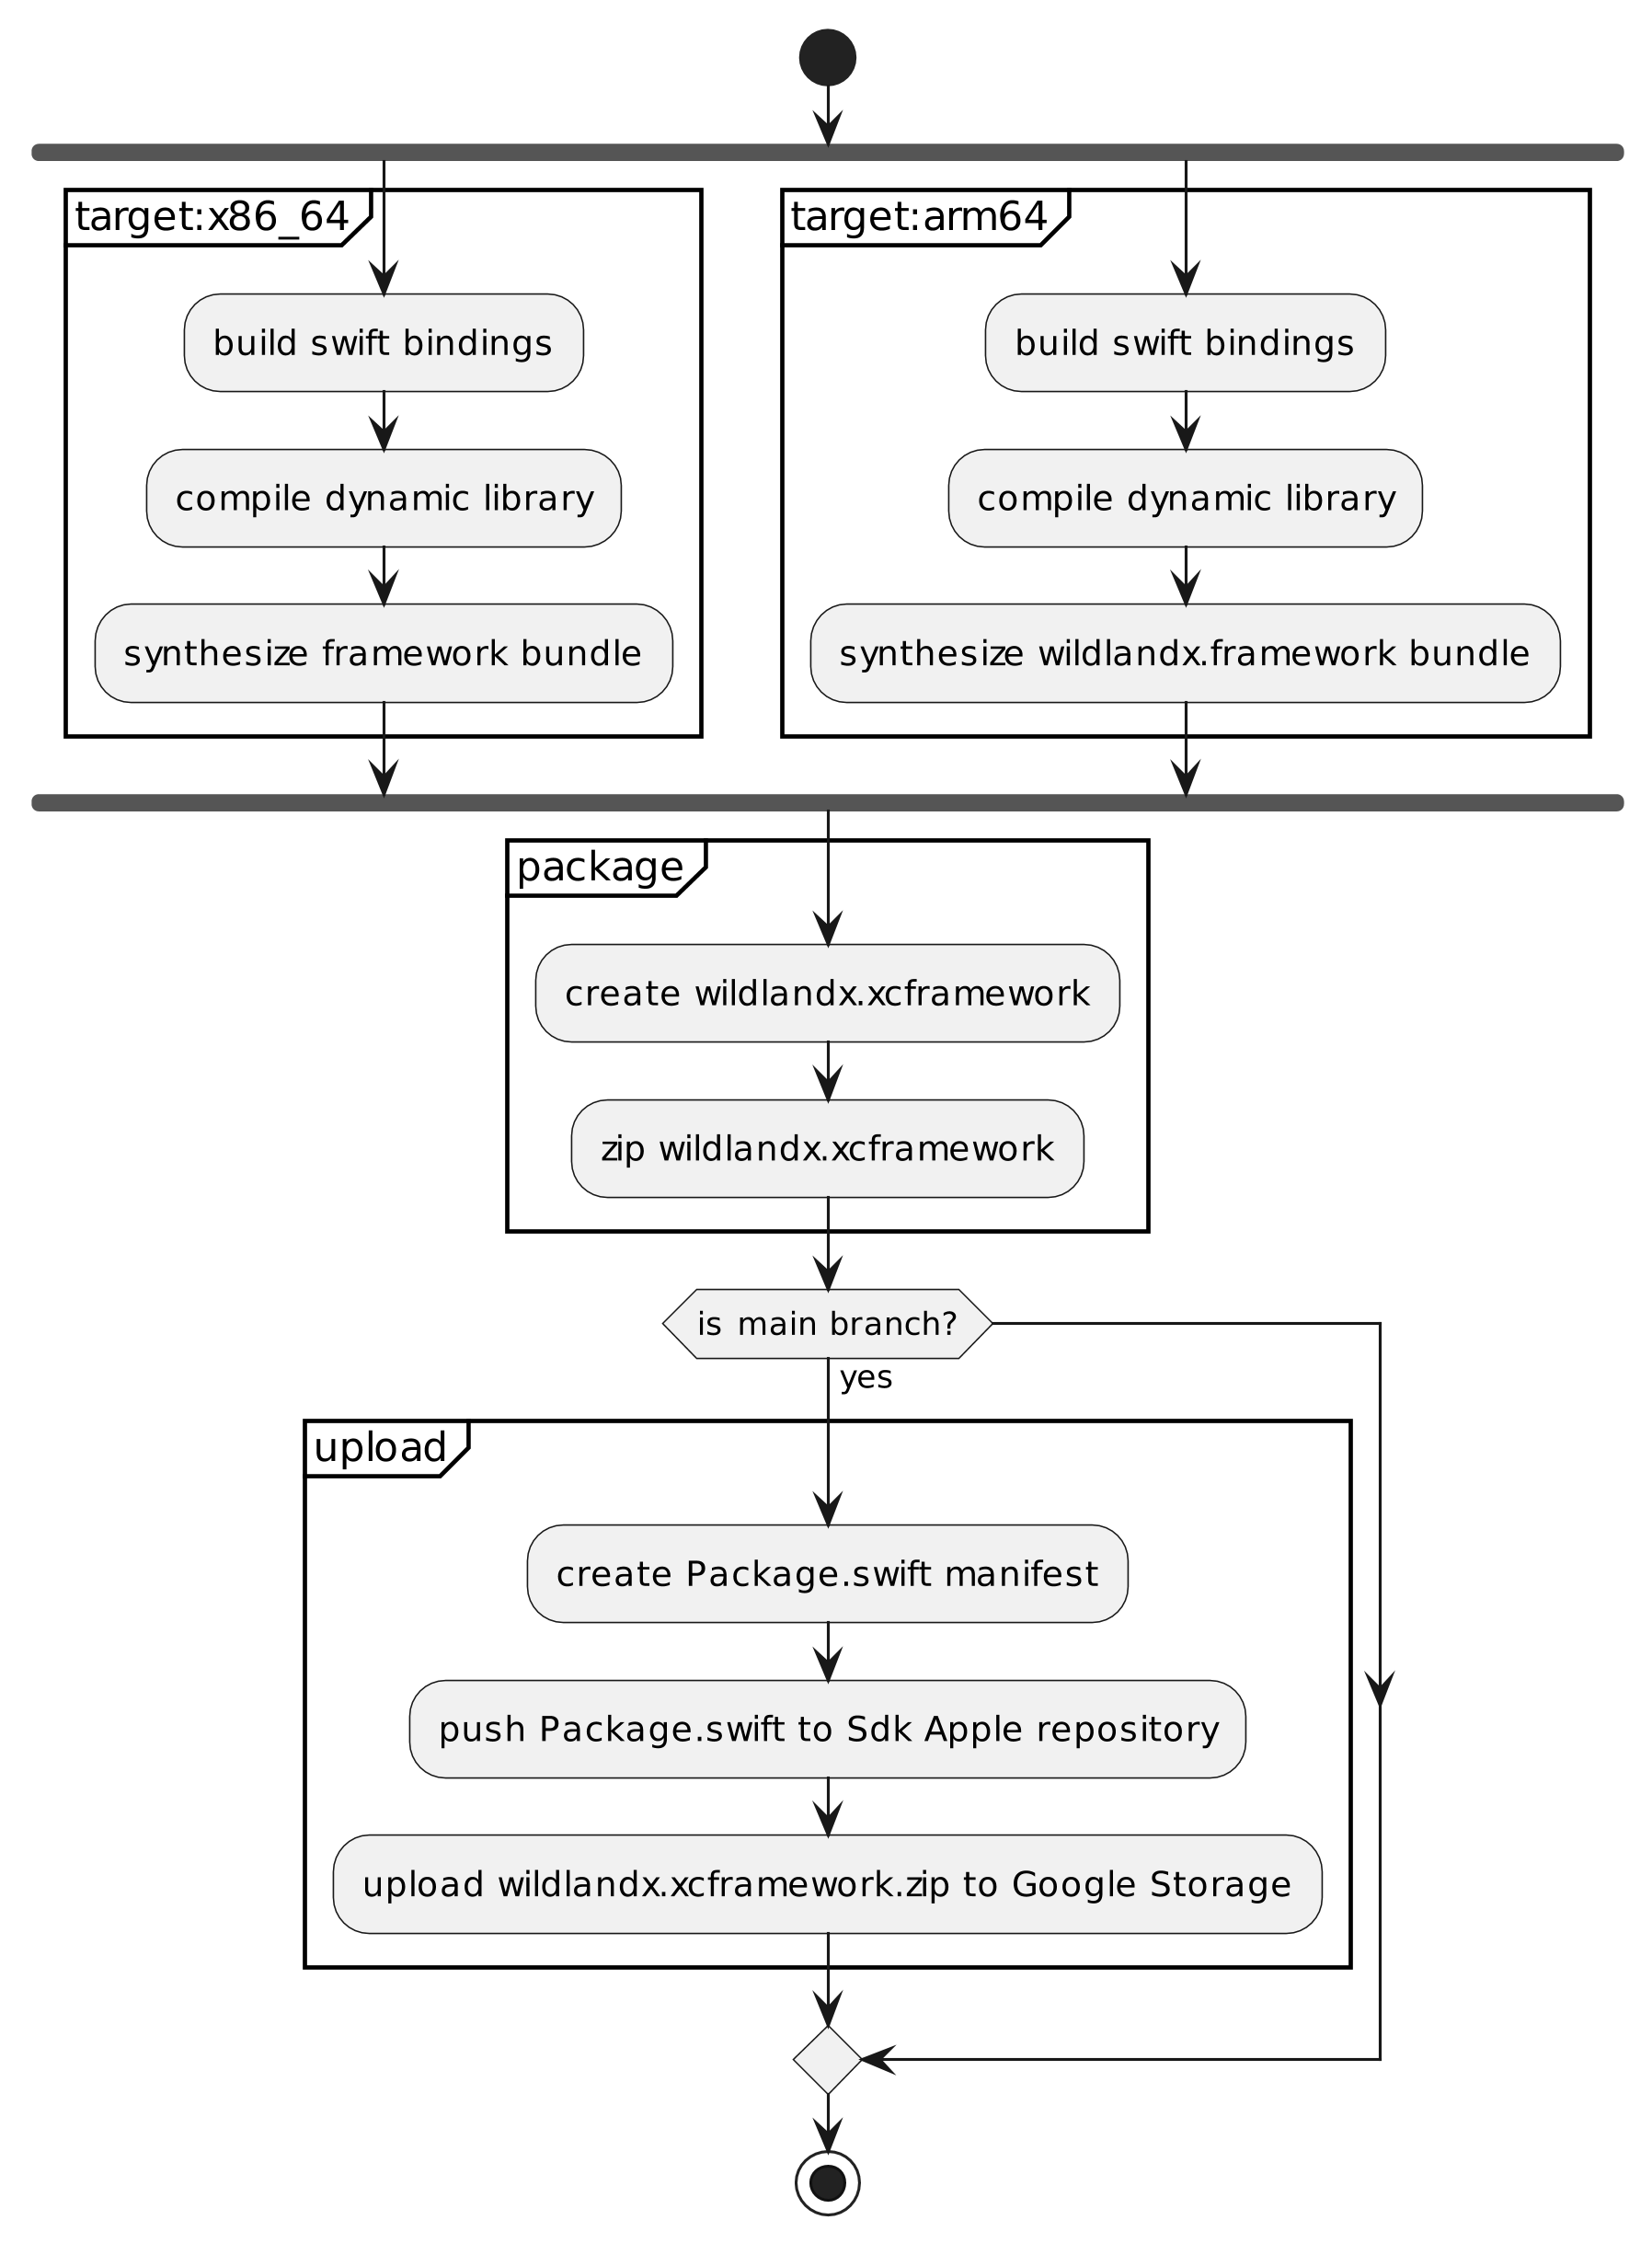 target:x86_64
build swift bindings
compile dynamic library
synthesize framework bundle
target:arm64
build swift bindings
compile dynamic library
synthesize wildlandx.framework bundle
package
create wildlandx.xcframework
zip wildlandx.xcframework
is main branch?
yes
upload
create Package.swift manifest
push Package.swift to Sdk Apple repository
upload wildlandx.xcframework.zip to Google Storage